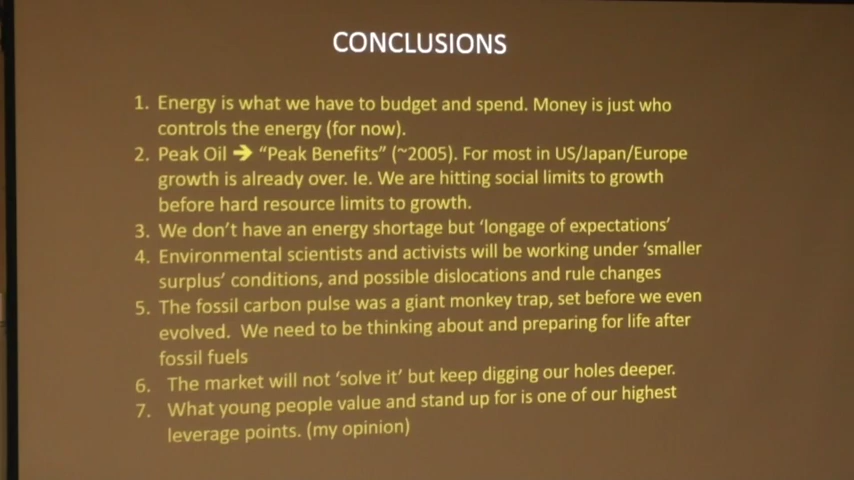 CONCLUSIONS
1. Energy is what we have to budget and spend. Money is just who
controls the energy (for now).
2. Peak Oil ➔ “Peak Benefits” (~2005). For most in US/Japan/Europe
growth is already over. Ie. We are hitting social limits to growth
before hard resource limits to growth.
3. We don’t have an energy shortage but ‘longage of expectations’
4. Environmental scientists and activists will be working under ‘smaller
surplus’ conditions, and possible dislocations and rule changes
5. The fossil carbon pulse was a giant monkey trap, set before we even
evolved. We need to be thinking about and preparing for life after
fossil fuels
6. The market will not ‘solve it’ but keep digging our holes deeper.
7. What young people value and stand up for is one of our highest
leverage points. (my opinion)